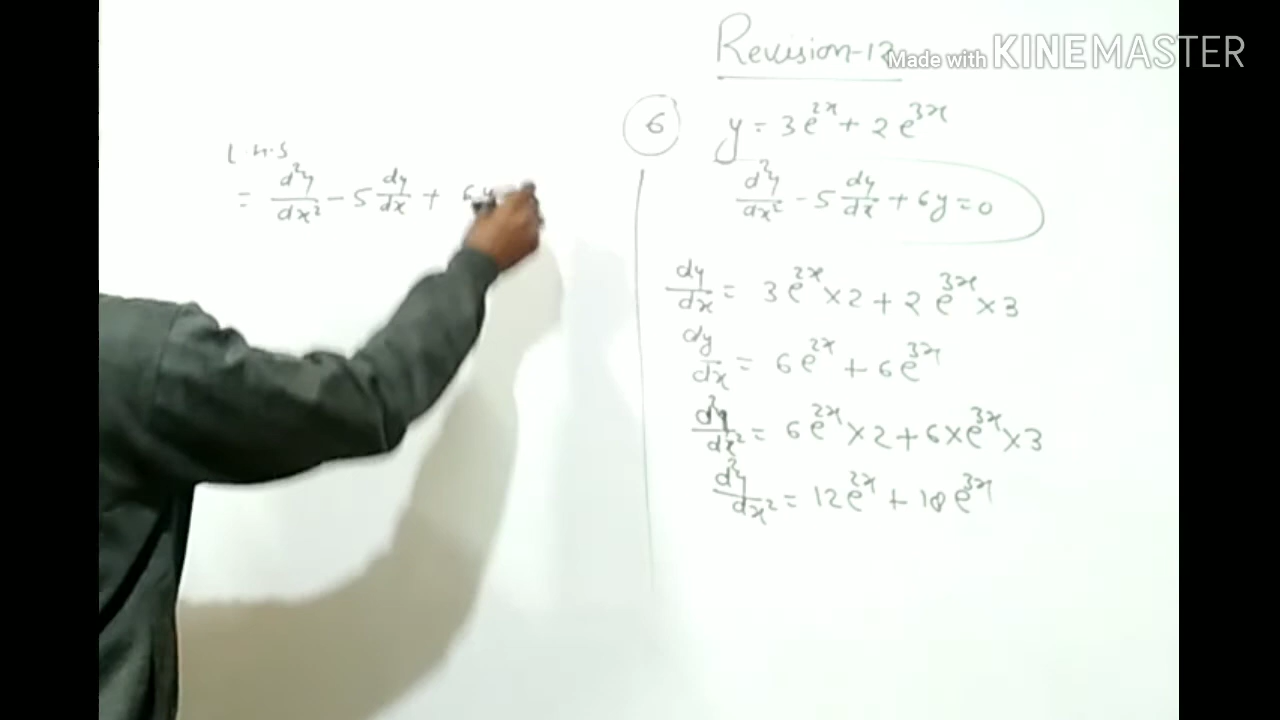 Revision-12
Made with KINEMASTER
6
y = 3e^{2x} + 2e^{3x}
d²y/dx² - 5 dy/dx + 6y = 0
dy/dx = 3e^{2x} × 2 + 2e^{3x} × 3
dy/dx = 6e^{2x} + 6e^{3x}
d²y/dx² = 6e^{2x} × 2 + 6 × e^{3x} × 3
d²y/dx² = 12e^{2x} + 18e^{3x}
L.H.S
= d²y/dx² - 5 dy/dx + 6y